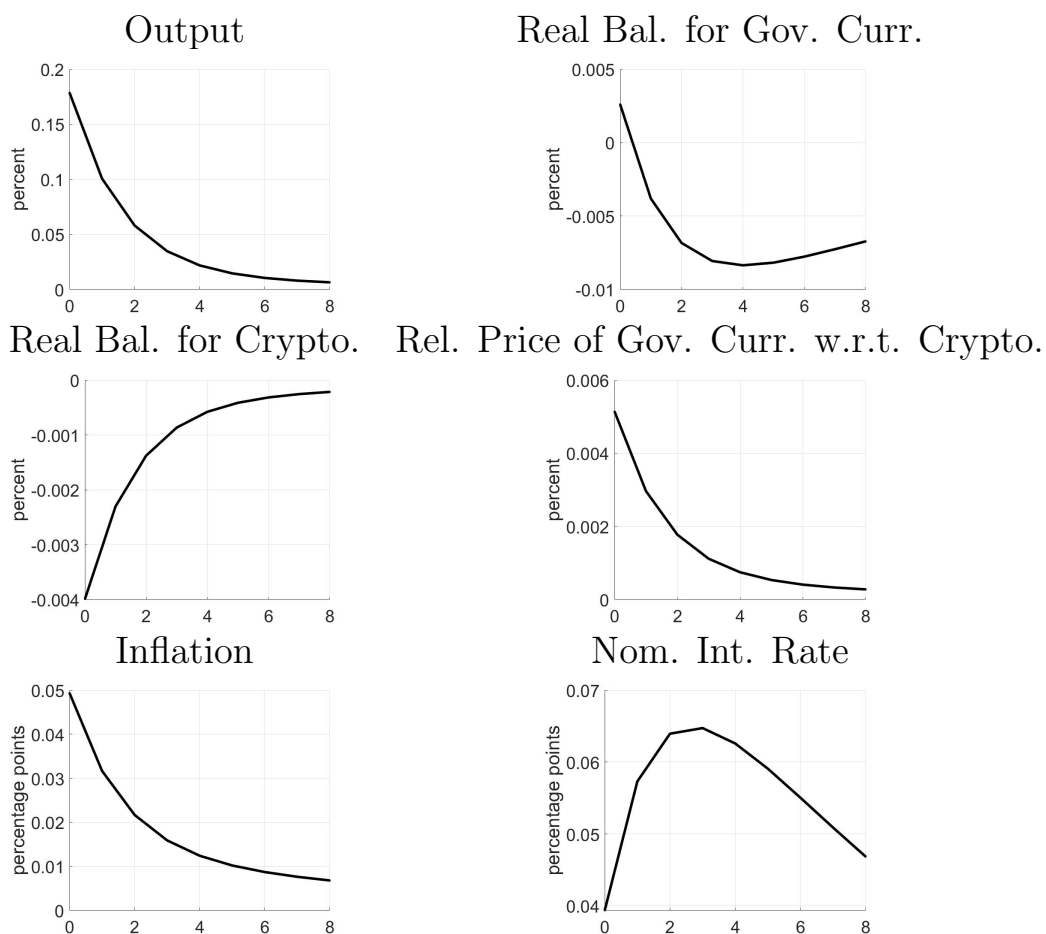 Output
0.2
0.15
0.1
0.05
0
percent
0 2 4 6 8
Real Bal. for Gov. Curr.
0.005
0
-0.005
-0.01
percent
0 2 4 6 8
Real Bal. for Crypto.
0
-0.001
-0.002
-0.003
-0.004
percent
0 2 4 6 8
Rel. Price of Gov. Curr. w.r.t. Crypto.
0.006
0.004
0.002
0
percent
0 2 4 6 8
Inflation
0.05
0.04
0.03
0.02
0.01
0
percentage points
0 2 4 6 8
Nom. Int. Rate
0.07
0.06
0.05
0.04
percentage points
0 2 4 6 8